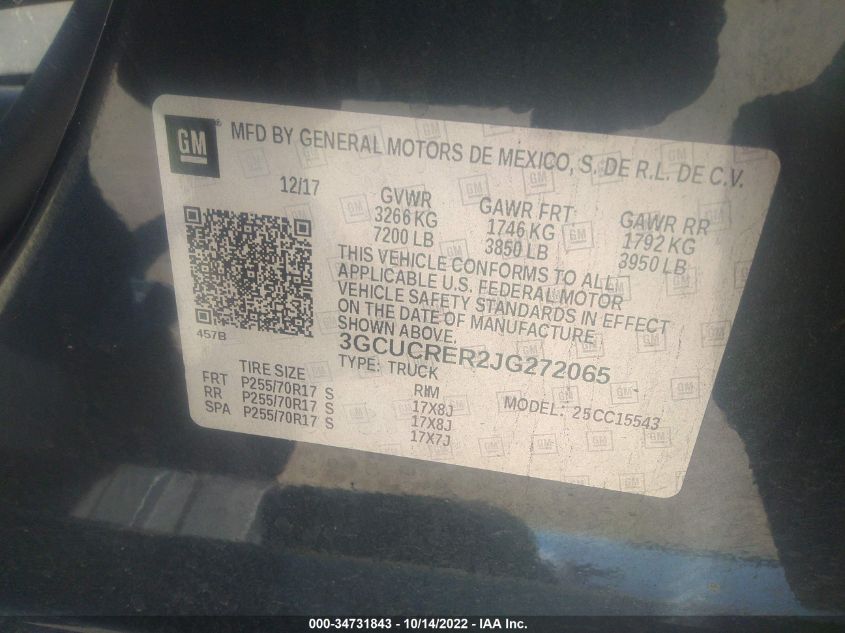 GM® MFD BY GENERAL MOTORS DE MEXICO, S. DE R.L. DE C.V.
12/17
GVWR
3266 KG
7200 LB
GAWR FRT
1746 KG
3850 LB
GAWR RR
1792 KG
3950 LB
THIS VEHICLE CONFORMS TO ALL
APPLICABLE U.S. FEDERAL MOTOR
VEHICLE SAFETY STANDARDS IN EFFECT
ON THE DATE OF MANUFACTURE
SHOWN ABOVE.
457B
3GCUCRER2JG272065
TYPE: TRUCK
MODEL: 25CC15543
TIRE SIZE RIM
FRT P255/70R17 S 17X8J
RR P255/70R17 S 17X8J
SPA P255/70R17 S 17X7J
000-34731843 - 10/14/2022 - IAA Inc.